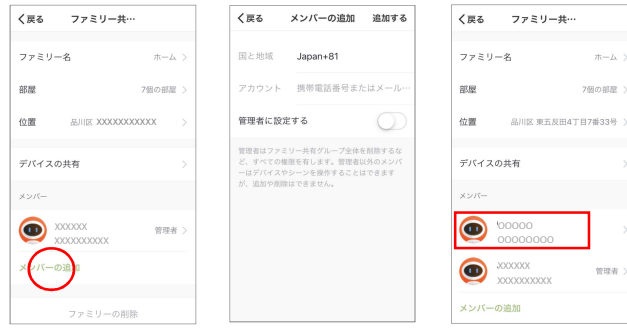 戻る ファミリー共…
ファミリー名 ホーム
部屋 7個の部屋
位置 品川区 XXXXXXXXXXX
デバイスの共有
メンバー
XXXXXX
XXXXXXXXXX
管理者
メンバーの追加
ファミリーの削除
戻る メンバーの追加 追加する
国と地域 Japan+81
アカウント 携帯電話番号またはメール…
管理者に設定する
管理者はファミリー共有グループ全体を削除するな
ど、すべての権限を有します。管理者以外のメンバ
ーはデバイスやシーンを操作することはできます
が、追加や削除はできません。
戻る ファミリー共…
ファミリー名 ホーム
部屋 7個の部屋
位置 品川区 東五反田4丁目7番33号
デバイスの共有
メンバー
OOOOO
OOOOOOOO
XXXXXX
XXXXXXXXXX
管理者
メンバーの追加